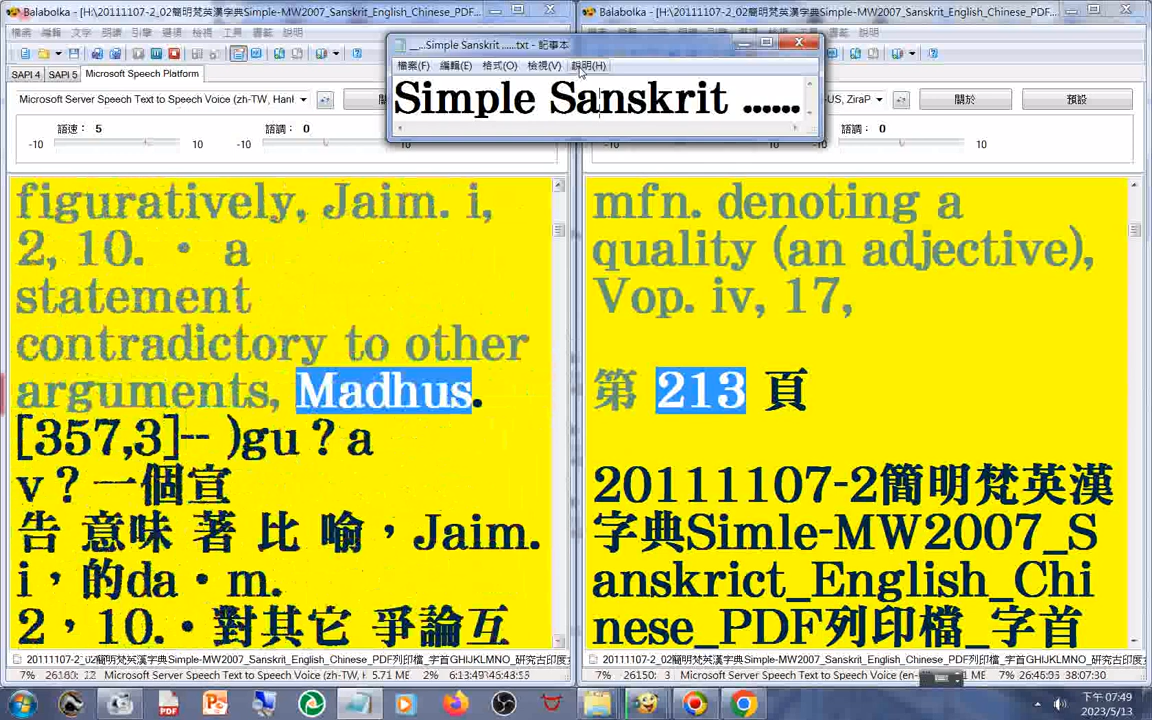 Balabolka - [H:\20111107-2_02簡明梵英漢字典Simple-MW2007_Sanskrit_English_Chinese_PDF...
Balabolka - [H:\20111107-2_02簡明梵英漢字典Simple-MW2007_Sanskrit_English_Chinese_PDF...
__...Simple Sanskrit ......txt - 記事本
檔案(F) 編輯(E) 格式(O) 檢視(V) 說明(H)
Simple Sanskrit ......
SAPI 4 SAPI 5 Microsoft Speech Platform
Microsoft Server Speech Text to Speech Voice (zh-TW, Hanl
-US, ZiraP 關於 預設
語速： 5 語調： 0
語調： 0
-10 10 -10
10
figuratively, Jaim. i,
2, 10. • a
statement
contradictory to other
arguments, Madhus.
[357,3]-- )gu？a
v？一個宣
告 意味 著 比 喻，Jaim.
i，的da‧m.
2，10.‧對其它 爭論互
mfn. denoting a
quality (an adjective),
Vop. iv, 17,
第 213 頁
20111107-2簡明梵英漢
字典Simle-MW2007_S
anskrict_English_Chi
nese_PDF列印檔_字首
20111107-2_02簡明梵英漢字典Simple-MW2007_Sanskrit_English_Chinese_PDF列印檔_字首GHIJKLMNO_研究古印度
20111107-2_02簡明梵英漢字典Simple-MW2007_Sanskrit_English_Chinese_PDF列印檔_字首GHIJKLMNO_研究古印度
7% Microsoft Server Speech Text to Speech Voice (zh-TW, H 5.71 ME 2%
7% 26150: 3 Microsoft Server Speech Text to Speech Voice (en- 7% 38:07:30
下午 07:49
2023/5/13